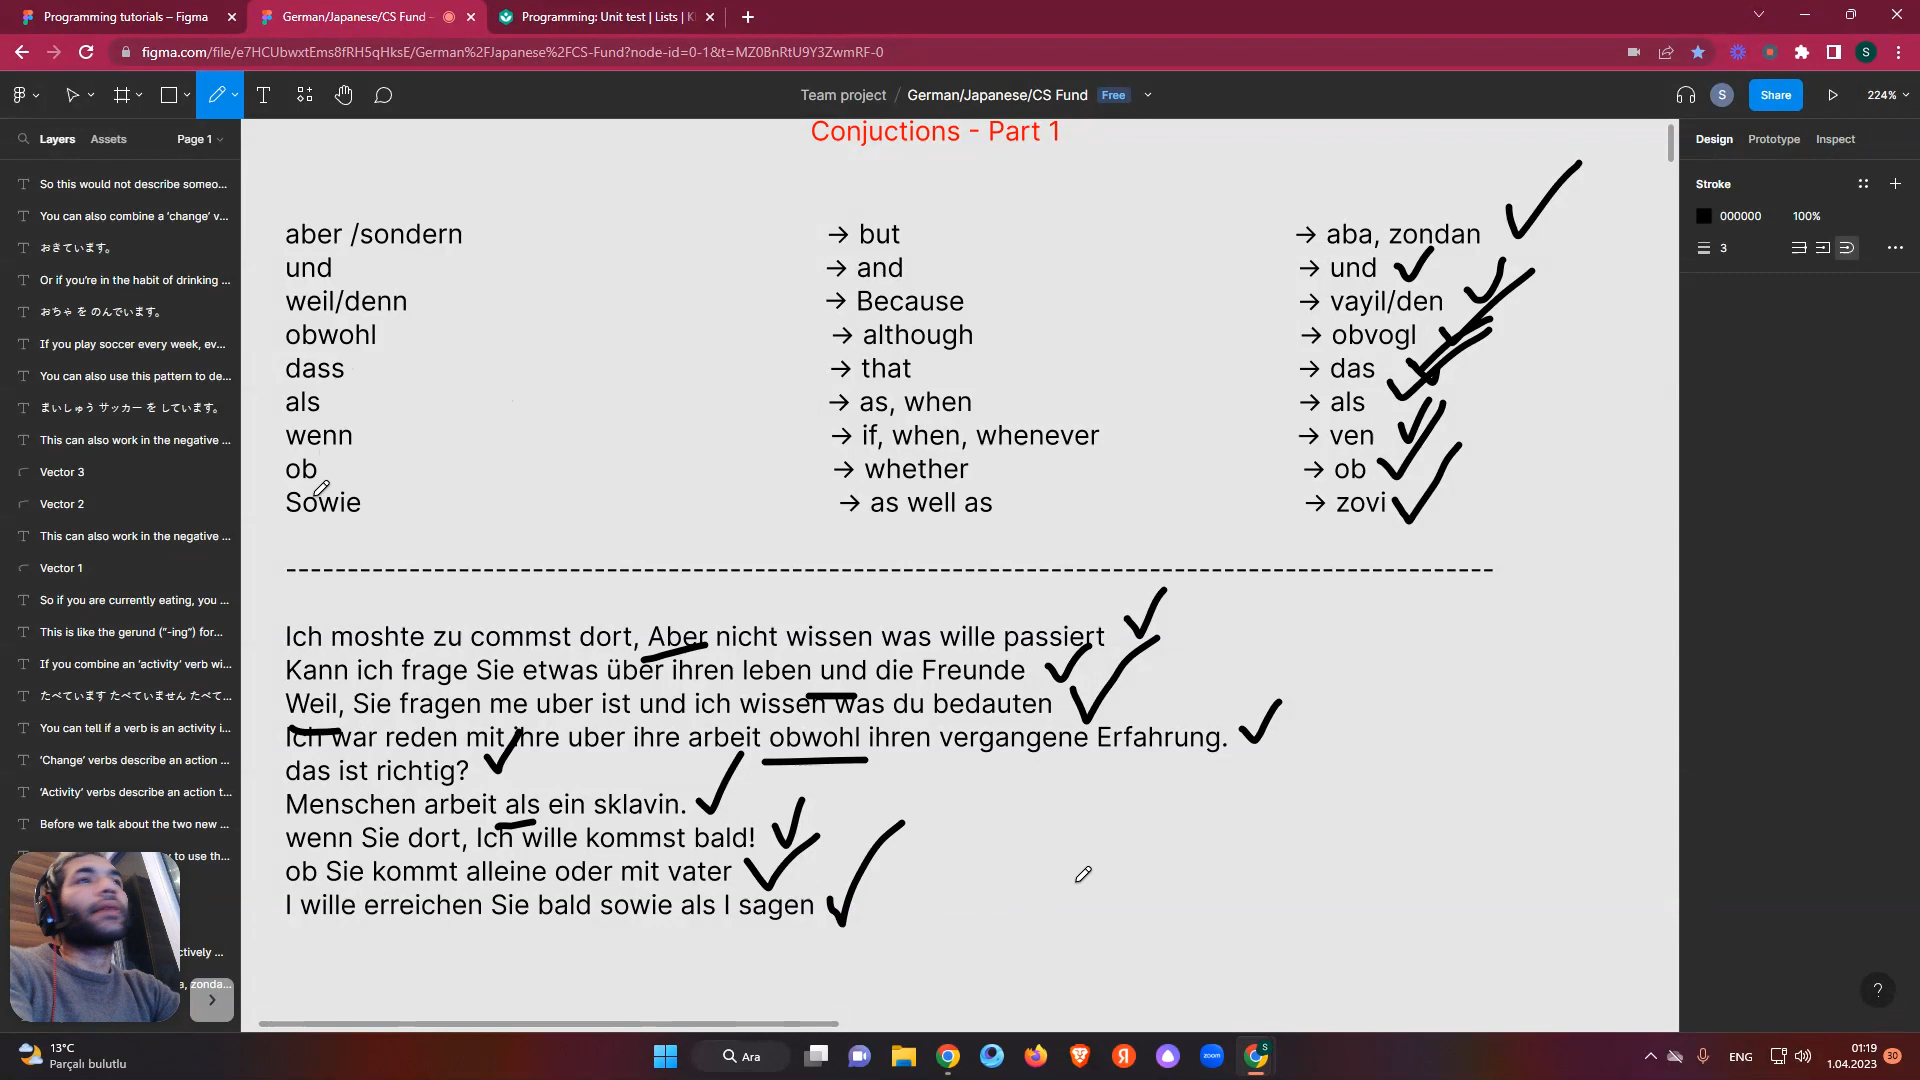 Programming tutorials – Figma
German/Japanese/CS Fund –
Programming: Unit test | Lists | K
figma.com/file/e7HCUbwxtEms8fRH5qHksE/German%2FJapanese%2FCS-Fund?node-id=0-1&t=MZ0BnRtU9Y3ZwmRF-0
S
Team project / German/Japanese/CS Fund Free
S
Share
224%
Layers
Assets
Page 1
Design
Prototype
Inspect
Stroke
000000 100%
3
So this would not describe someo...
You can also combine a ‘change’ v...
おきています。
Or if you’re in the habit of drinking ...
おちゃ を のんでいます。
If you play soccer every week, ev...
You can also use this pattern to de...
まいしゅう サッカー を しています。
This can also work in the negative ...
Vector 3
Vector 2
This can also work in the negative ...
Vector 1
So if you are currently eating, you ...
This is like the gerund (“-ing”) for...
If you combine an ‘activity’ verb wi...
たべています たべていません たべて...
You can tell if a verb is an activity i...
‘Change’ verbs describe an action ...
‘Activity’ verbs describe an action t...
Before we talk about the two new ...
to use th...
ctively ...
a, zonda...
Conjuctions - Part 1
aber /sondern → but → aba, zondan
und → and → und
weil/denn → Because → vayil/den
obwohl → although → obvogl
dass → that → das
als → as, when → als
wenn → if, when, whenever → ven
ob → whether → ob
Sowie → as well as → zovi
Ich moshte zu commst dort, Aber nicht wissen was wille passiert
Kann ich frage Sie etwas über ihren leben und die Freunde
Weil, Sie fragen me uber ist und ich wissen was du bedauten
Ich war reden mit ihre uber ihre arbeit obwohl ihren vergangene Erfahrung.
das ist richtig?
Menschen arbeit als ein sklavin.
wenn Sie dort, Ich wille kommst bald!
ob Sie kommt alleine oder mit vater
I wille erreichen Sie bald sowie als I sagen
?
13°C
Parçalı bulutlu
Ara
zoom
S
ENG
01:19
1.04.2023
30